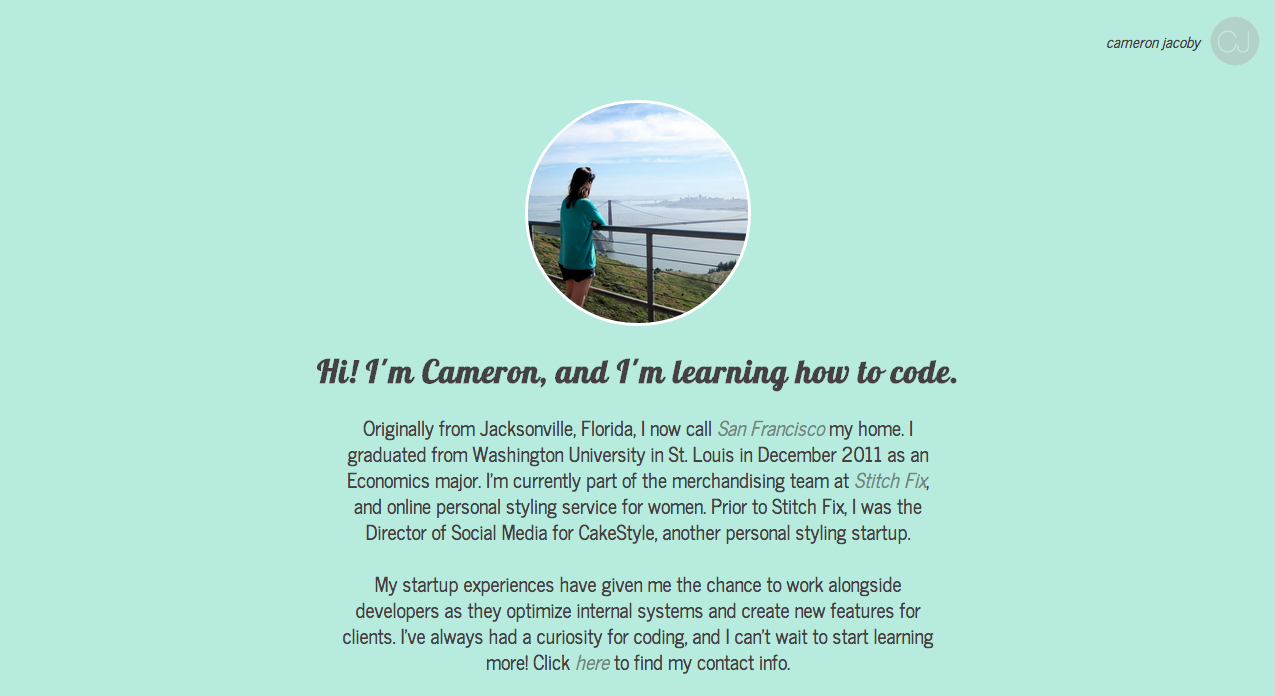 cameron jacoby
CJ
Hi! I'm Cameron, and I'm learning how to code.
Originally from Jacksonville, Florida, I now call San Francisco my home. I
graduated from Washington University in St. Louis in December 2011 as an
Economics major. I'm currently part of the merchandising team at Stitch Fix,
and online personal styling service for women. Prior to Stitch Fix, I was the
Director of Social Media for CakeStyle, another personal styling startup.
My startup experiences have given me the chance to work alongside
developers as they optimize internal systems and create new features for
clients. I've always had a curiosity for coding, and I can't wait to start learning
more! Click here to find my contact info.